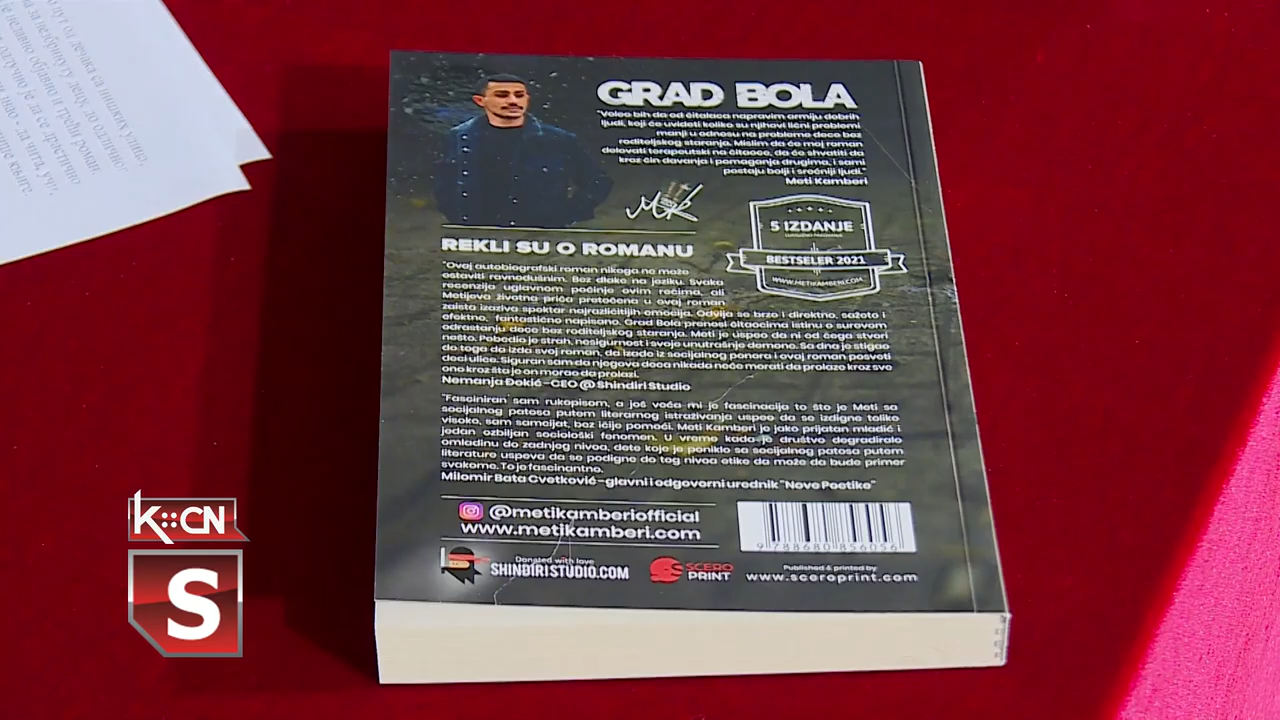 GRAD BOLA
"Voleo bih da od čitalaca napravim armiju dobrih
ljudi, koji će uvideti koliko su njihovi lični problemi
manji u odnosu na probleme dece bez
roditeljskog staranja. Mislim da će moj roman
delovati terapeutski na čitaoce, da će shvatiti da
kroz čin davanja i pomaganja drugima, i sami
postaju bolji i srećniji ljudi."
Meti Kamberi
MK
5 IZDANJE
BESTSELER 2021
WWW.METIKAMBERI.COM
REKLI SU O ROMANU
"Ovaj autobiografski roman nikoga ne može
ostaviti ravnodušnim. Bez dlake na jeziku. Svaka
recenzija uglavnom počinje ovim rečima, ali
Metijeva životna priča pretočena u ovaj roman
zaista izaziva spektar najrazličitijih emocija. Odvija se brzo i direktno, sažeto i
efektno, fantastično napisano. Grad Bola prenosi čitaocima istinu o surovom
odrastanju dece bez roditeljskog staranja. Meti je uspeo da ni od čega stvori
nešto. Pobedio je strah, nesigurnost i svoje unutrašnje demone. Sa dna je stigao
do toga da izda svoj roman, da izađe iz socijalnog ponora i ovaj roman posveti
deci ulice. Siguran sam da njegova deca nikada neće morati da prolaze kroz sve
ono kroz šta je on morao da prolazi.
Nemanja Đokić - CEO @ Shindiri Studio
"Fasciniran sam rukopisom, a još veća mi je fascinacija to što je Meti sa
socijalnog patosa putem literarnog istraživanja uspeo da se izdigne toliko
visoko, sam samcijat, bez ičije pomoći. Meti Kamberi je jako prijatan mladić i
jedan ozbiljan sociološki fenomen. U vreme kada je društvo degradiralo
omladinu do zadnjeg nivoa, dete koje je poniklo sa socijalnog patosa putem
literature uspeva da se podigne do tog nivoa etike da može da bude primer
svakome. To je fascinantno.
Milomir Bata Cvetković - glavni i odgovorni urednik "Nove Poetike"
@metikamberiofficial
www.metikamberi.com
9 788680 856056
Donated with love
SHINDIRISTUDIO.COM
SCERO
PRINT
Published & printed by
www.sceroprint.com
K::CN
S